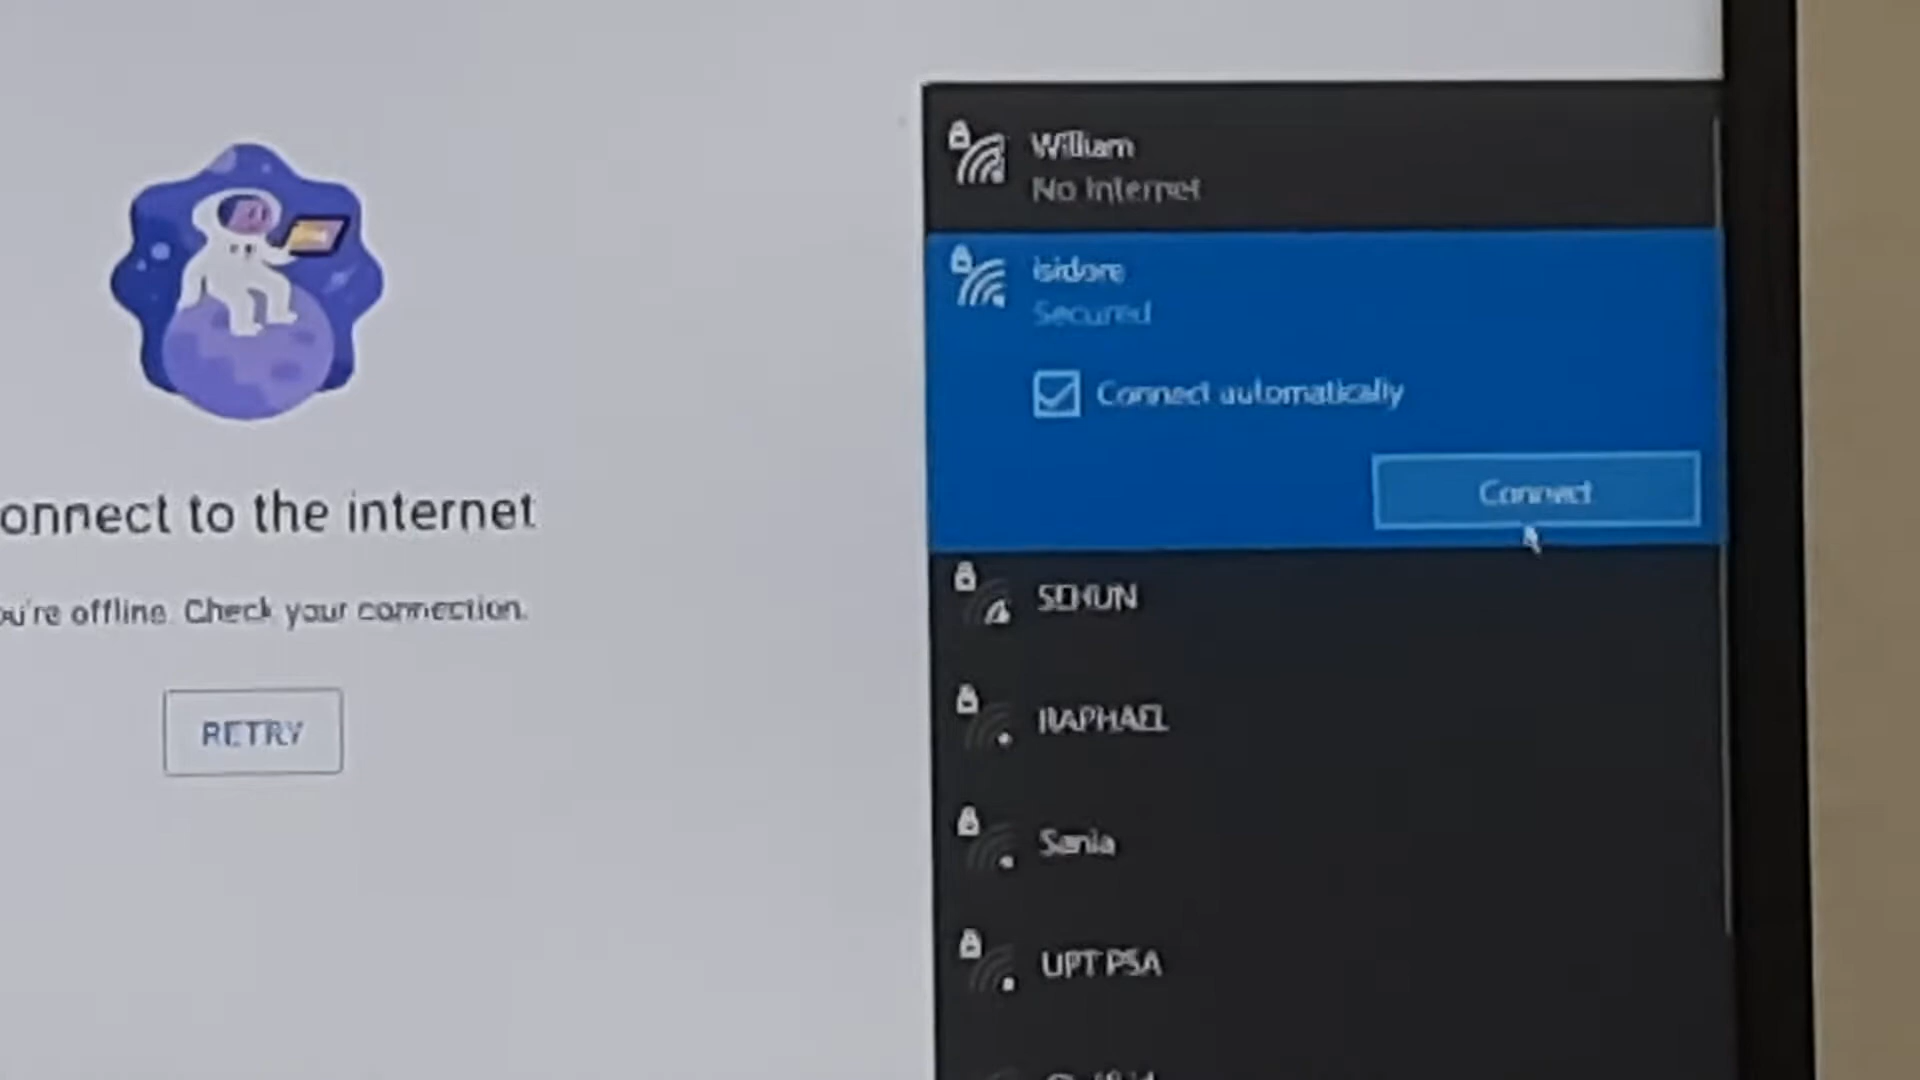 William
No Internet
isidore
Secured
Connect automatically
onnect to the internet
Connect
ou're offline. Check your connection.
SEHUN
RAPHAEL
RETRY
Sania
UPT PSA